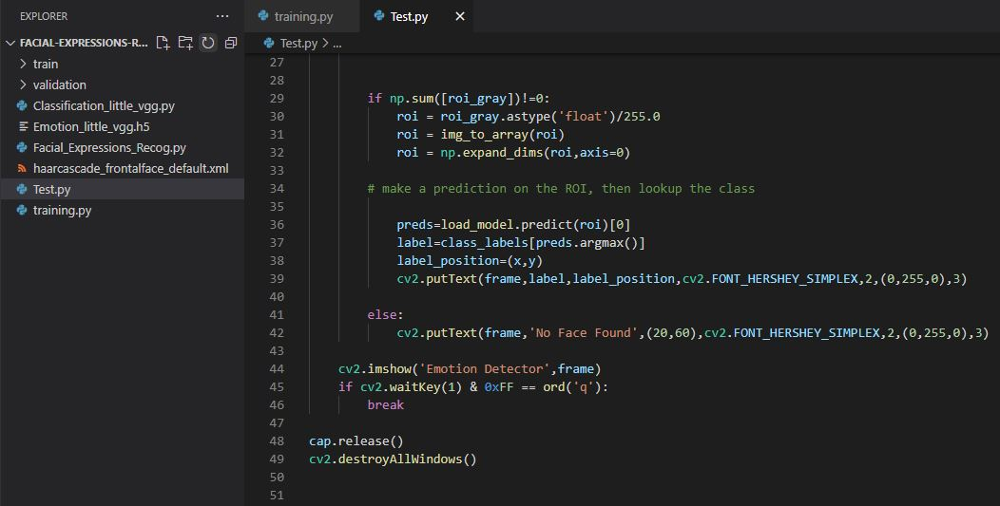 EXPLORER
...
training.py
Test.py
FACIAL-EXPRESSIONS-R...
train
validation
Classification_little_vgg.py
Emotion_little_vgg.h5
Facial_Expressions_Recog.py
haarcascade_frontalface_default.xml
Test.py
training.py
Test.py > ...
27
28
29 if np.sum([roi_gray])!=0:
30 roi = roi_gray.astype('float')/255.0
31 roi = img_to_array(roi)
32 roi = np.expand_dims(roi,axis=0)
33
34 # make a prediction on the ROI, then lookup the class
35
36 preds=load_model.predict(roi)[0]
37 label=class_labels[preds.argmax()]
38 label_position=(x,y)
39 cv2.putText(frame,label,label_position,cv2.FONT_HERSHEY_SIMPLEX,2,(0,255,0),3)
40
41 else:
42 cv2.putText(frame,'No Face Found',(20,60),cv2.FONT_HERSHEY_SIMPLEX,2,(0,255,0),3)
43
44 cv2.imshow('Emotion Detector',frame)
45 if cv2.waitKey(1) & 0xFF == ord('q'):
46 break
47
48 cap.release()
49 cv2.destroyAllWindows()
50
51